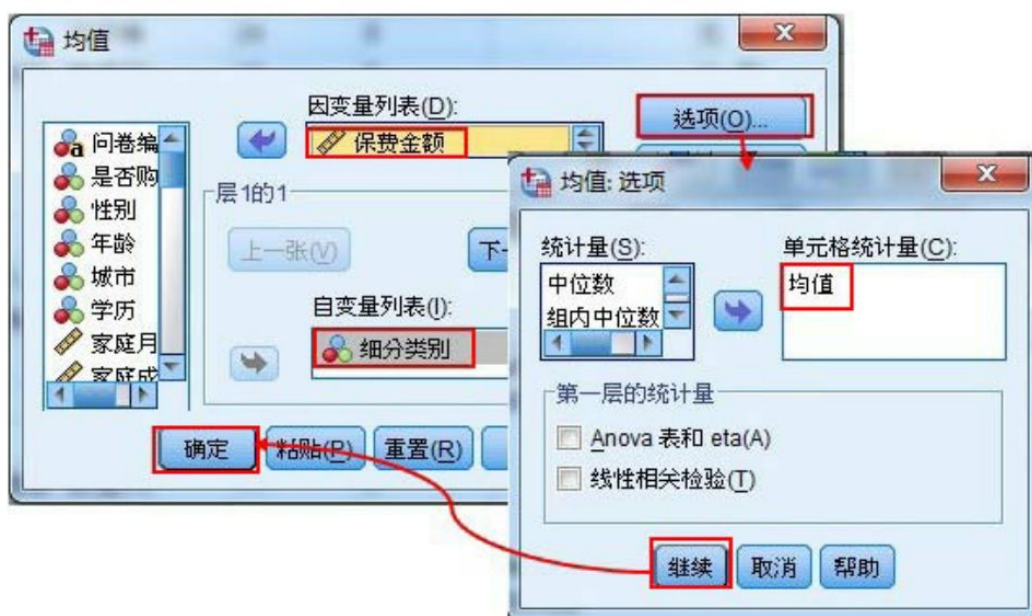 均值
因变量列表(D):
保费金额
选项(O)...
问卷编
是否购
性别
年龄
城市
学历
家庭月
家庭成
层1的1
上一张(V)
下一
自变量列表(I):
细分类别
确定
粘贴(P)
重置(R)
均值: 选项
统计量(S):
中位数
组内中位数
单元格统计量(C):
均值
第一层的统计量
Anova 表和 eta(A)
线性相关检验(T)
继续
取消
帮助